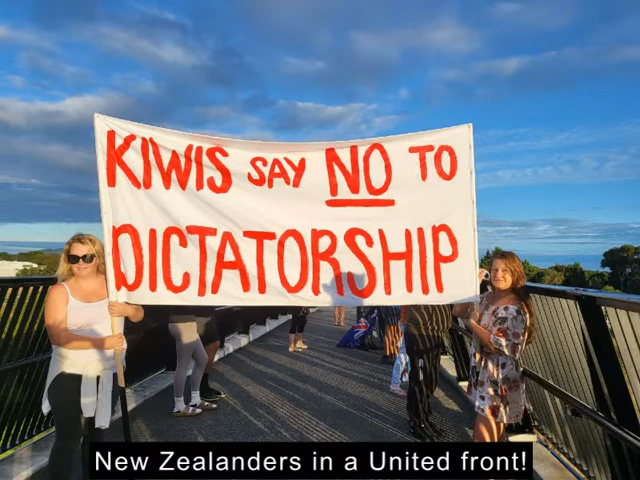 KIWIS SAY NO TO
DICTATORSHIP
New Zealanders in a United front!